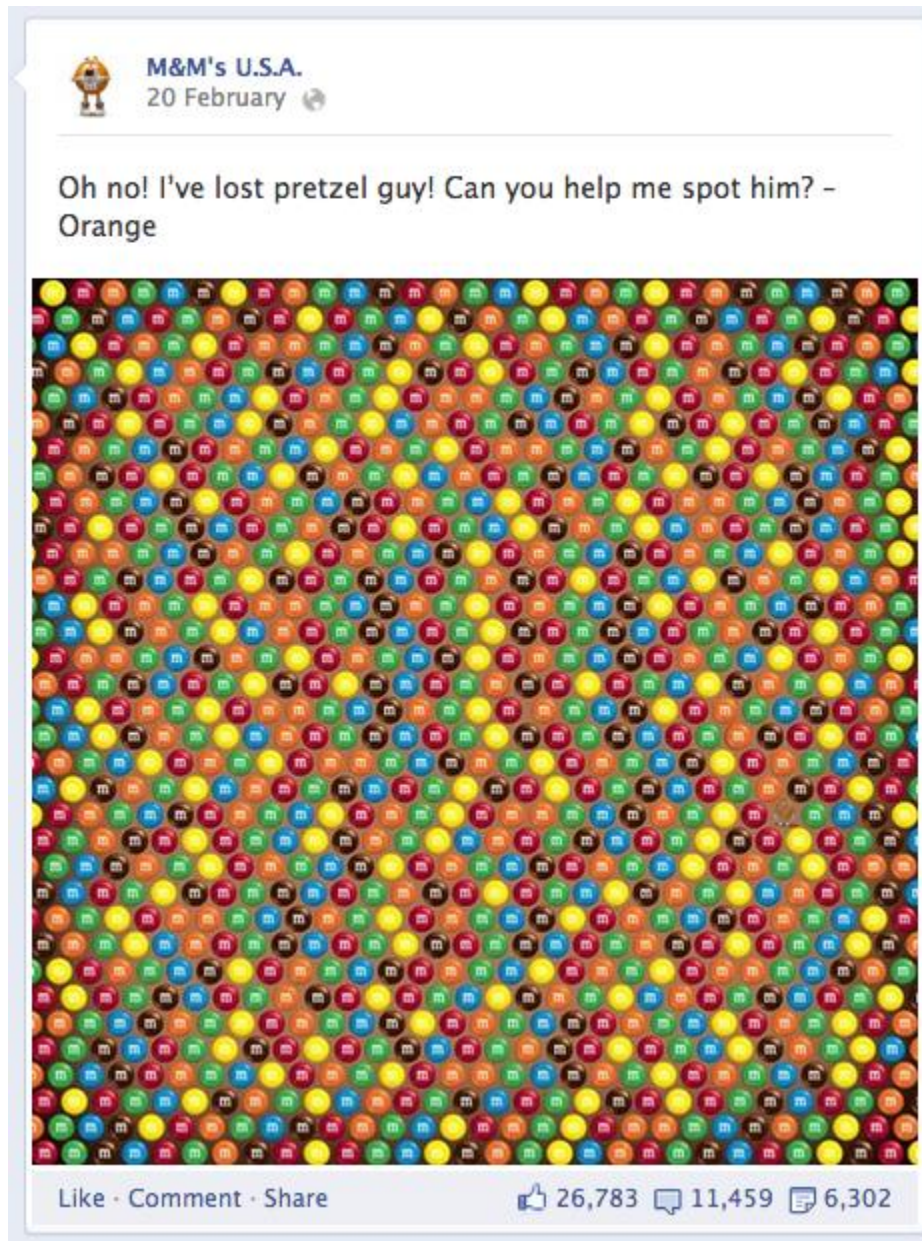 M&M's U.S.A.
20 February
Oh no! I've lost pretzel guy! Can you help me spot him? –
Orange
Like · Comment · Share
26,783
11,459
6,302